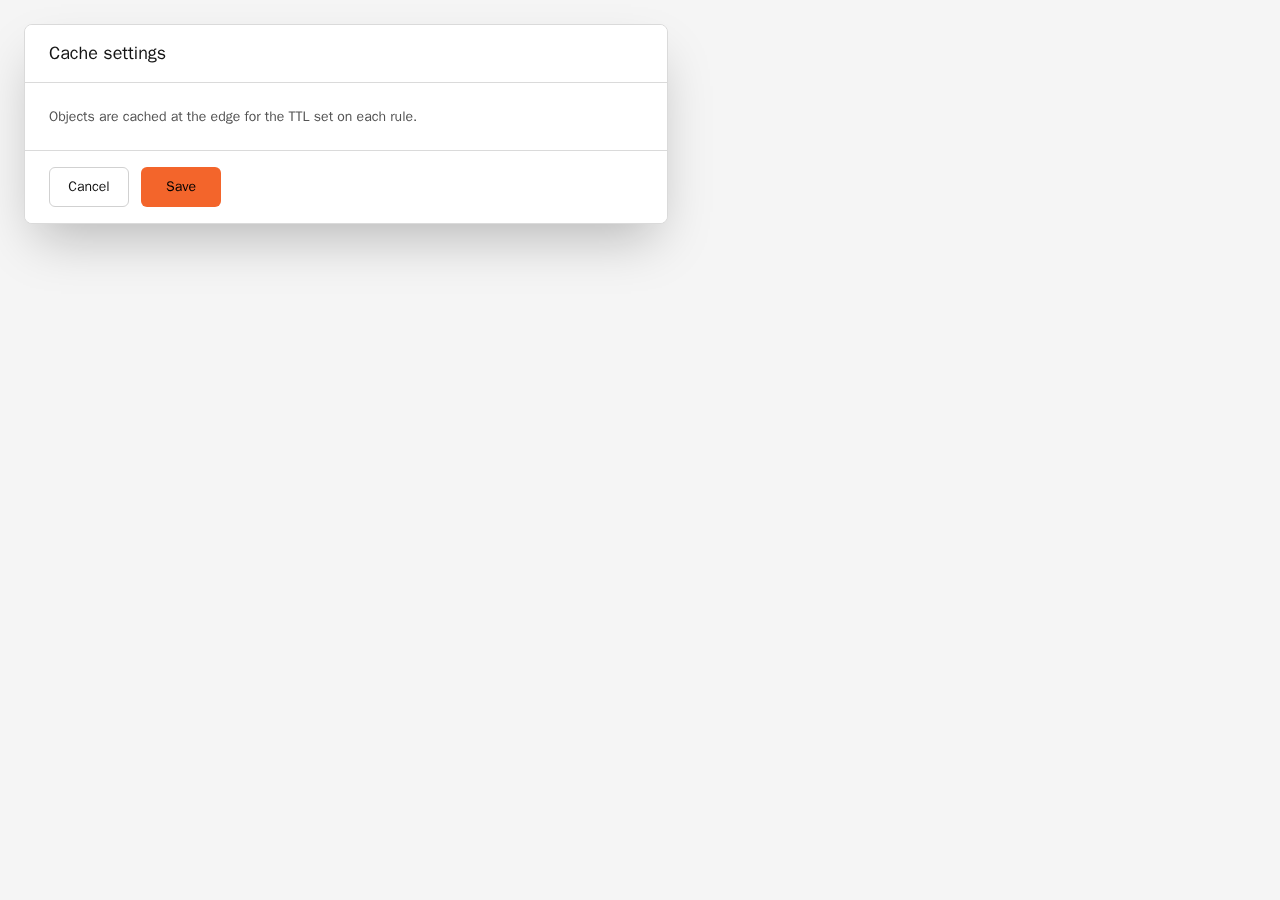 Cache settings
Objects are cached at the edge for the TTL set on each rule.
Cancel
Save